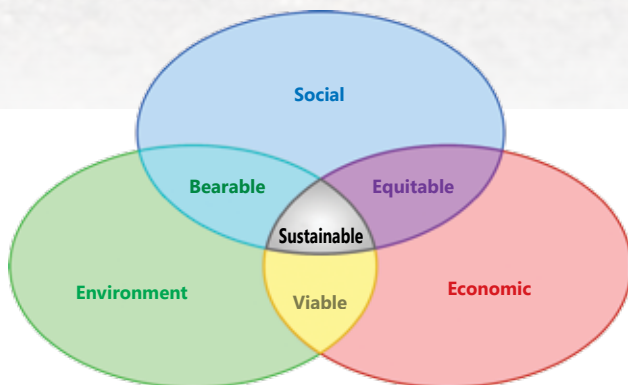 Social
Bearable
Equitable
Sustainable
Environment
Economic
Viable